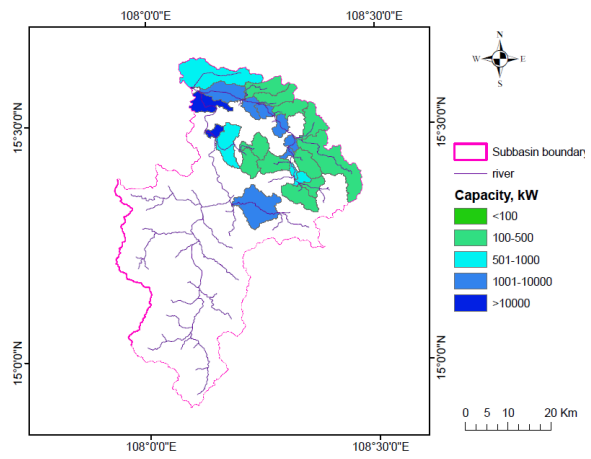 108°0'0"E 108°30'0"E
N
W E
S
15°30'0"N
15°30'0"N
Subbasin boundary
river
Capacity, kW
<100
100-500
501-1000
1001-10000
>10000
15°0'0"N
15°0'0"N
0 5 10 20 Km
108°0'0"E 108°30'0"E